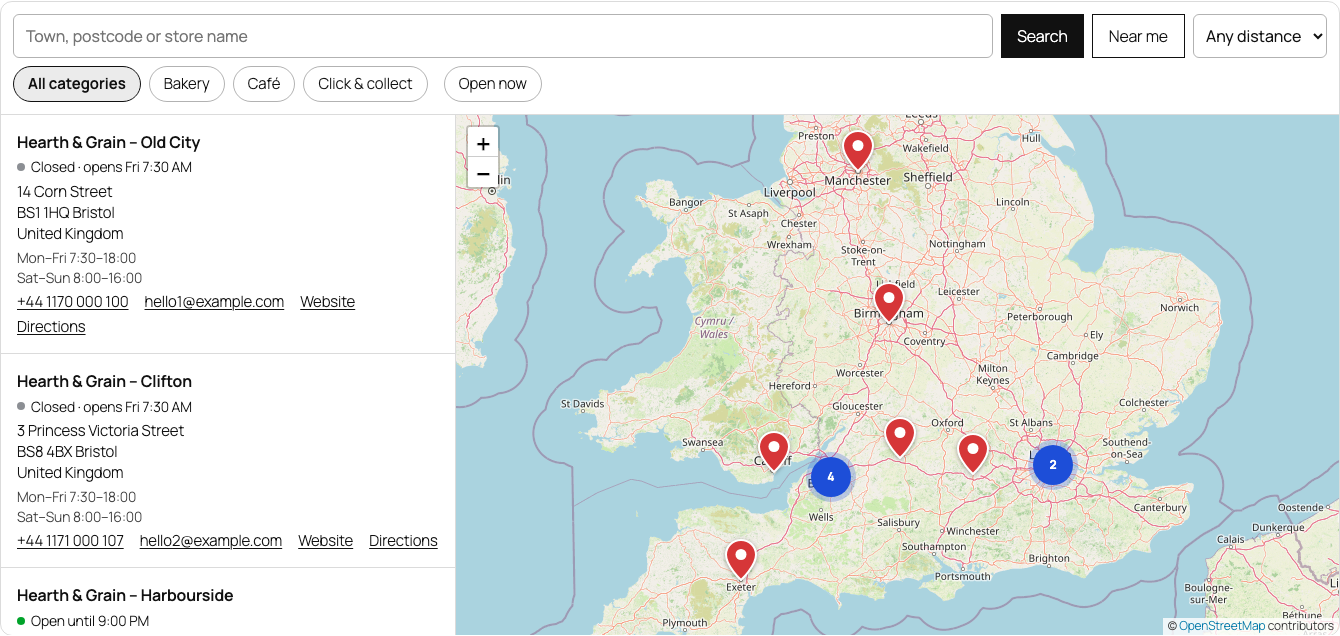 Town, postcode or store name
Search
Near me
Any distance
All categories
Bakery
Café
Click & collect
Open now
Hearth & Grain – Old City
Closed · opens Fri 7:30 AM
14 Corn Street
BS1 1HQ Bristol
United Kingdom
Mon–Fri 7:30–18:00
Sat–Sun 8:00–16:00
+44 1170 000 100 hello1@example.com Website
Directions
Hearth & Grain – Clifton
Closed · opens Fri 7:30 AM
3 Princess Victoria Street
BS8 4BX Bristol
United Kingdom
Mon–Fri 7:30–18:00
Sat–Sun 8:00–16:00
+44 1171 000 107 hello2@example.com Website Directions
Hearth & Grain – Harbourside
Open until 9:00 PM
+
−
Leeds
Preston
Hull
Wakefield
Manchester
Sheffield
Liverpool
Bangor
St Asaph
Lincoln
Chester
Wrexham
Nottingham
Stoke-on-
Trent
Leicester
Norwich
Birmingham
Peterborough
Cymru /
Wales
Ely
Coventry
Cambridge
Worcester
Milton
Keynes
Hereford
St Davids
Gloucester
Colchester
Oxford
St Albans
Swansea
Southend-
on-Sea
4
2
Wells
Salisbury
Winchester
Canterbury
Oostende
Dunkerque
Southampton
Calais
Brighton
Portsmouth
Exeter
Boulogne-
sur-Mer
Plymouth
Béthune
© OpenStreetMap contributors